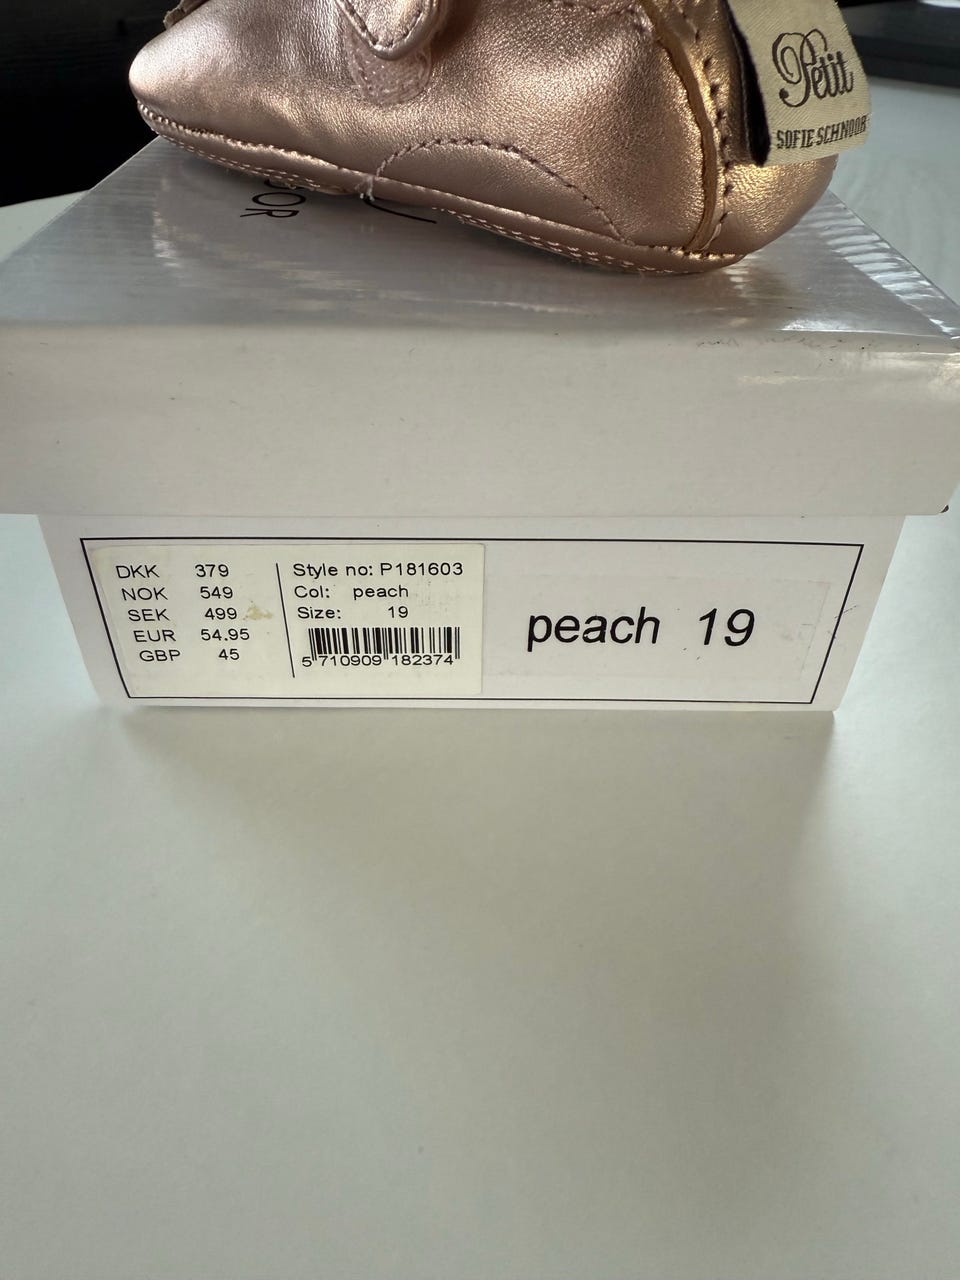 Petit
SOFIE SCHNOOR
OOR
DKK 379
NOK 549
SEK 499
EUR 54.95
GBP 45
Style no: P181603
Col: peach
Size: 19
5 710909 182374
peach 19